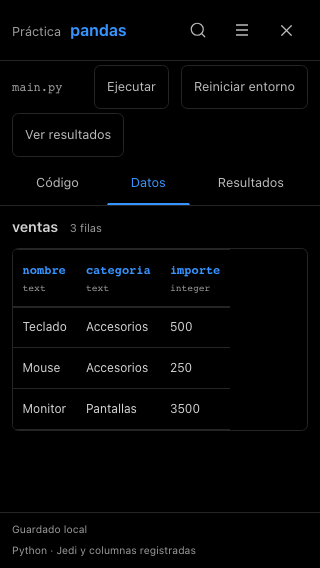 Práctica pandas
main.py Ejecutar Reiniciar entorno
Ver resultados
Código Datos Resultados
ventas 3 filas
nombre categoria importe
text text integer
Teclado Accesorios 500
Mouse Accesorios 250
Monitor Pantallas 3500
Guardado local
Python · Jedi y columnas registradas